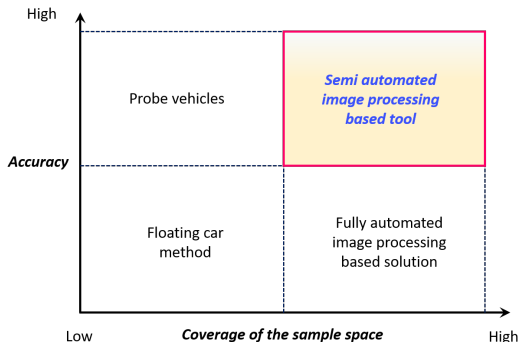 High
Probe vehicles
Semi automated
image processing
based tool
Accuracy
Floating car
method
Fully automated
image processing
based solution
Low
Coverage of the sample space
High